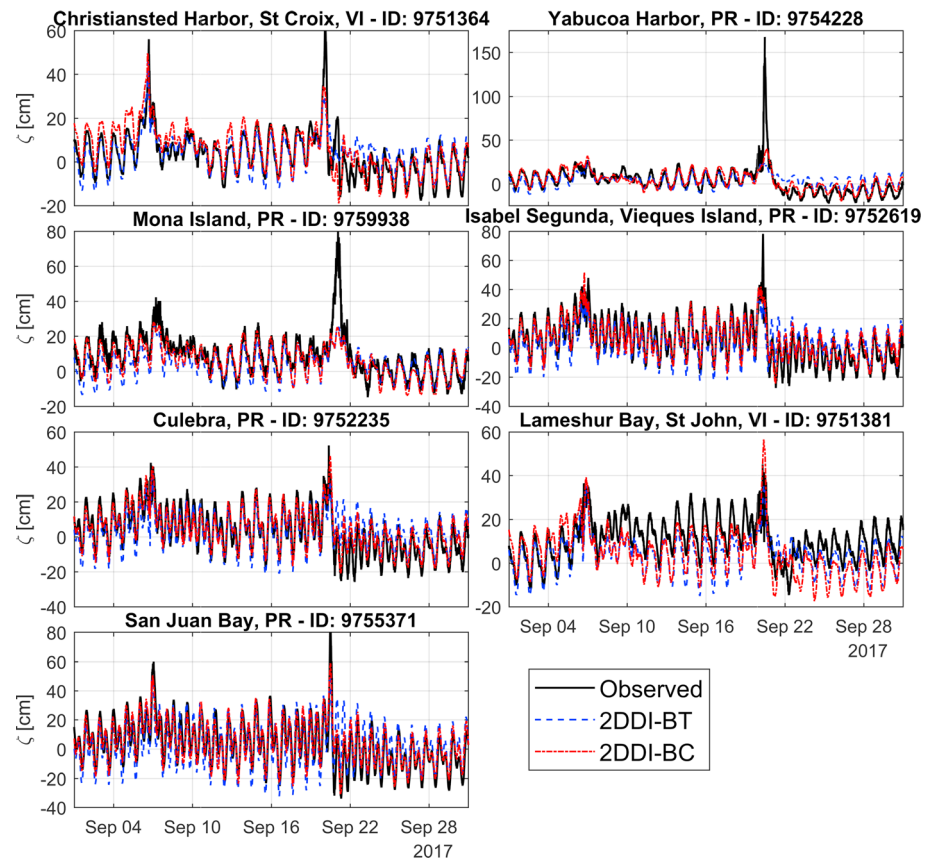 Christiansted Harbor, St Croix, VI - ID: 9751364
Yabucoa Harbor, PR - ID: 9754228
60
40
20
0
-20
ζ [cm]
150
100
50
0
Mona Island, PR - ID: 9759938
Isabel Segunda, Vieques Island, PR - ID: 9752619
80
60
40
20
0
-20
ζ [cm]
80
60
40
20
0
-20
-40
Culebra, PR - ID: 9752235
Lameshur Bay, St John, VI - ID: 9751381
60
40
20
0
-20
-40
ζ [cm]
60
40
20
0
-20
Sep 04 Sep 10 Sep 16 Sep 22 Sep 28
2017
San Juan Bay, PR - ID: 9755371
80
60
40
20
0
-20
-40
ζ [cm]
Sep 04 Sep 10 Sep 16 Sep 22 Sep 28
2017
Observed
2DDI-BT
2DDI-BC